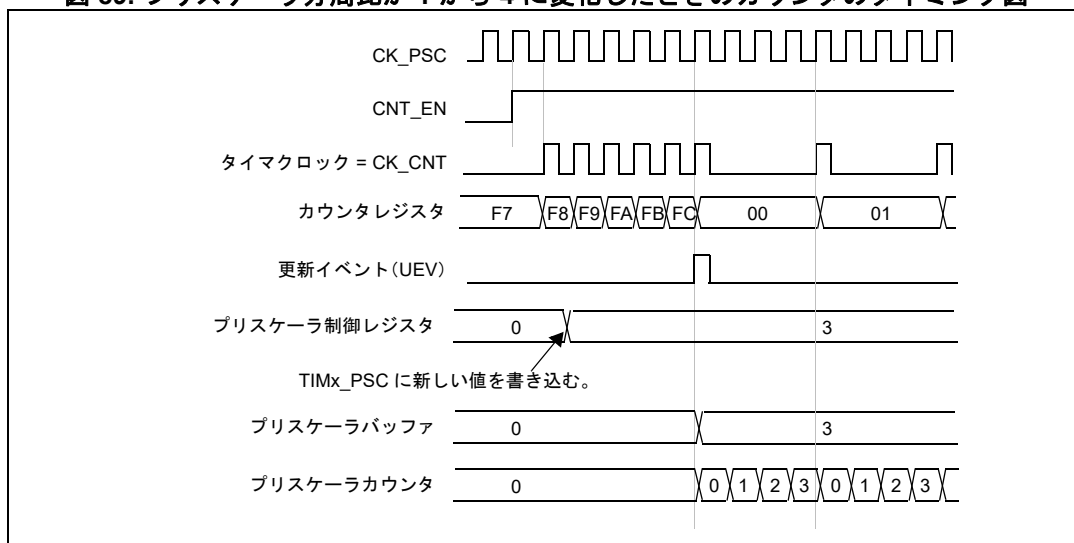 CK_PSC
CNT_EN
タイマクロック = CK_CNT
カウンタレジスタ F7 F8 F9 FA FB FC 00 01
更新イベント(UEV)
プリスケーラ制御レジスタ 0 3
TIMx_PSC に新しい値を書き込む。
プリスケーラバッファ 0 3
プリスケーラカウンタ 0 0 1 2 3 0 1 2 3